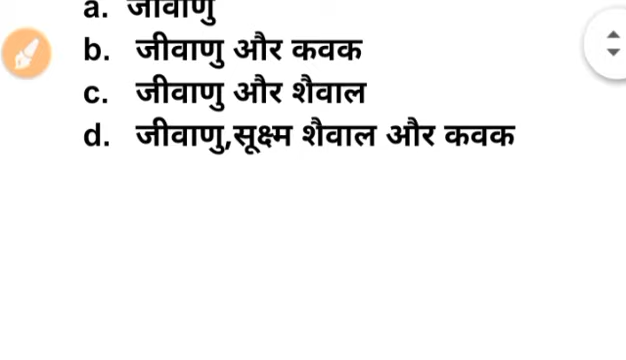 a. जीवाणु
b. जीवाणु और कवक
c. जीवाणु और शैवाल
d. जीवाणु,सूक्ष्म शैवाल और कवक